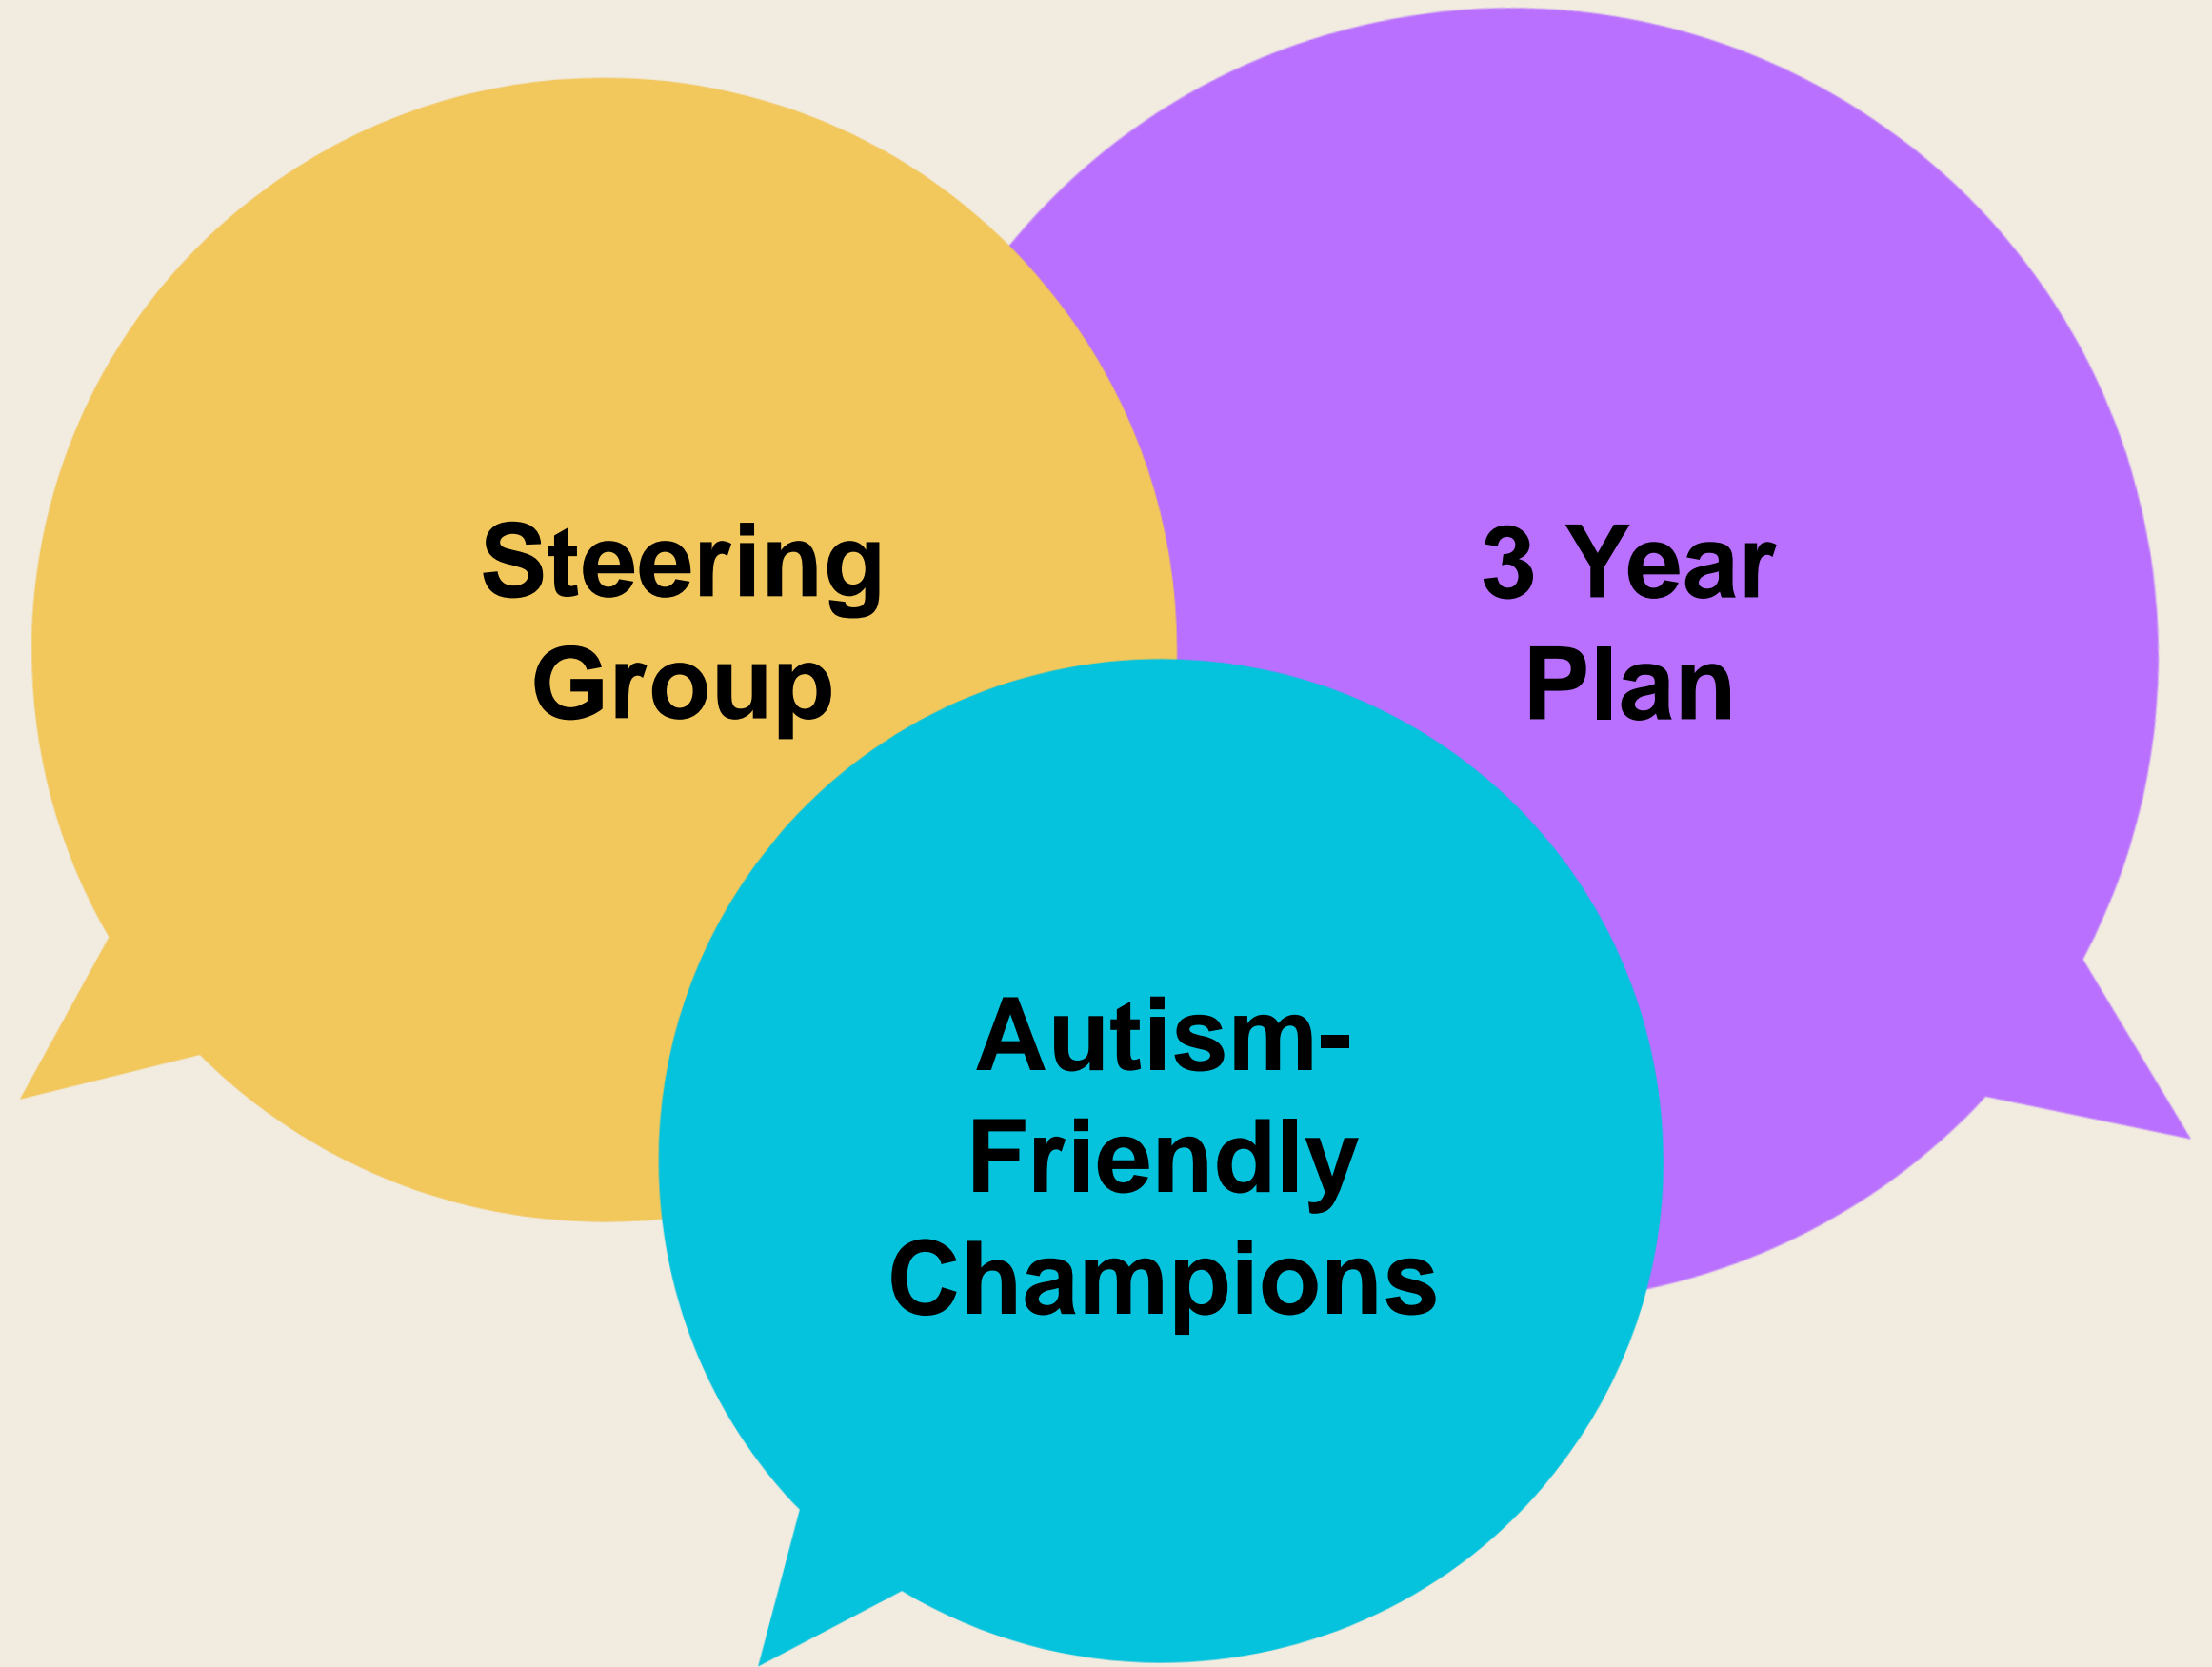 Steering
Group
3 Year
Plan
Autism-
Friendly
Champions